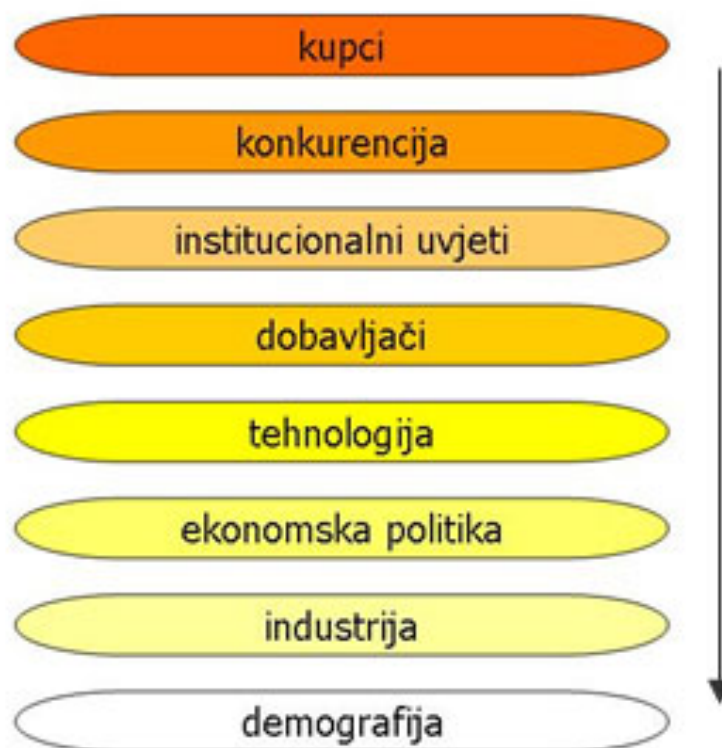 kupci
konkurencija
institucionalni uvjeti
dobavljači
tehnologija
ekonomska politika
industrija
demografija